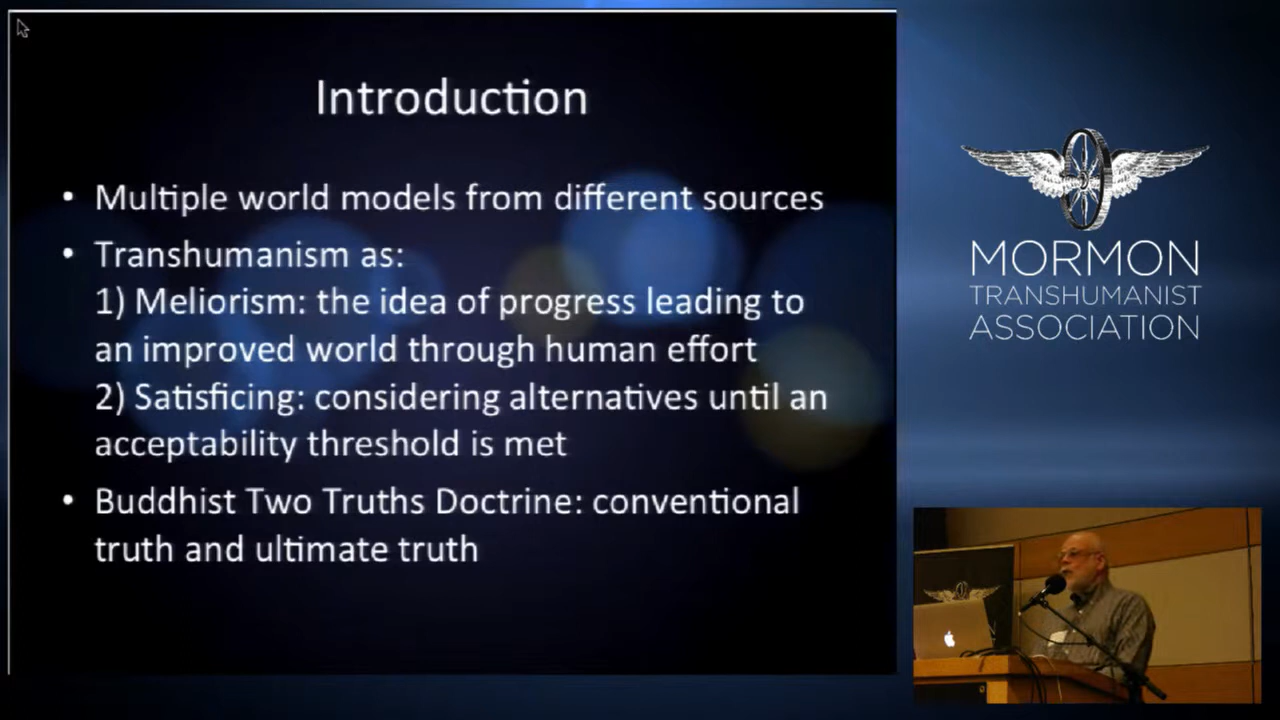 Introduction
• Multiple world models from different sources
• Transhumanism as:
1) Meliorism: the idea of progress leading to
an improved world through human effort
2) Satisficing: considering alternatives until an
acceptability threshold is met
• Buddhist Two Truths Doctrine: conventional
truth and ultimate truth
MORMON
TRANSHUMANIST
ASSOCIATION